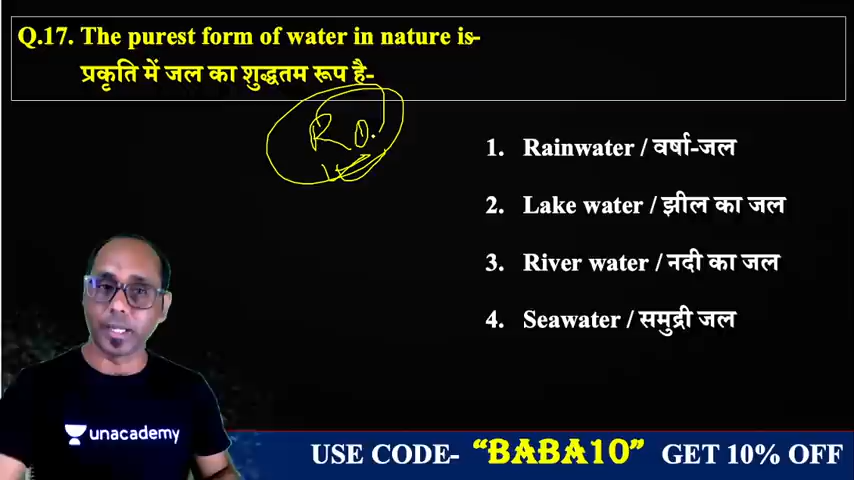 Q.17. The purest form of water in nature is-
प्रकृति में जल का शुद्धतम रूप है-
R.O.
1. Rainwater / वर्षा-जल
2. Lake water / झील का जल
3. River water / नदी का जल
4. Seawater / समुद्री जल
unacademy
USE CODE- “BABA10” GET 10% OFF